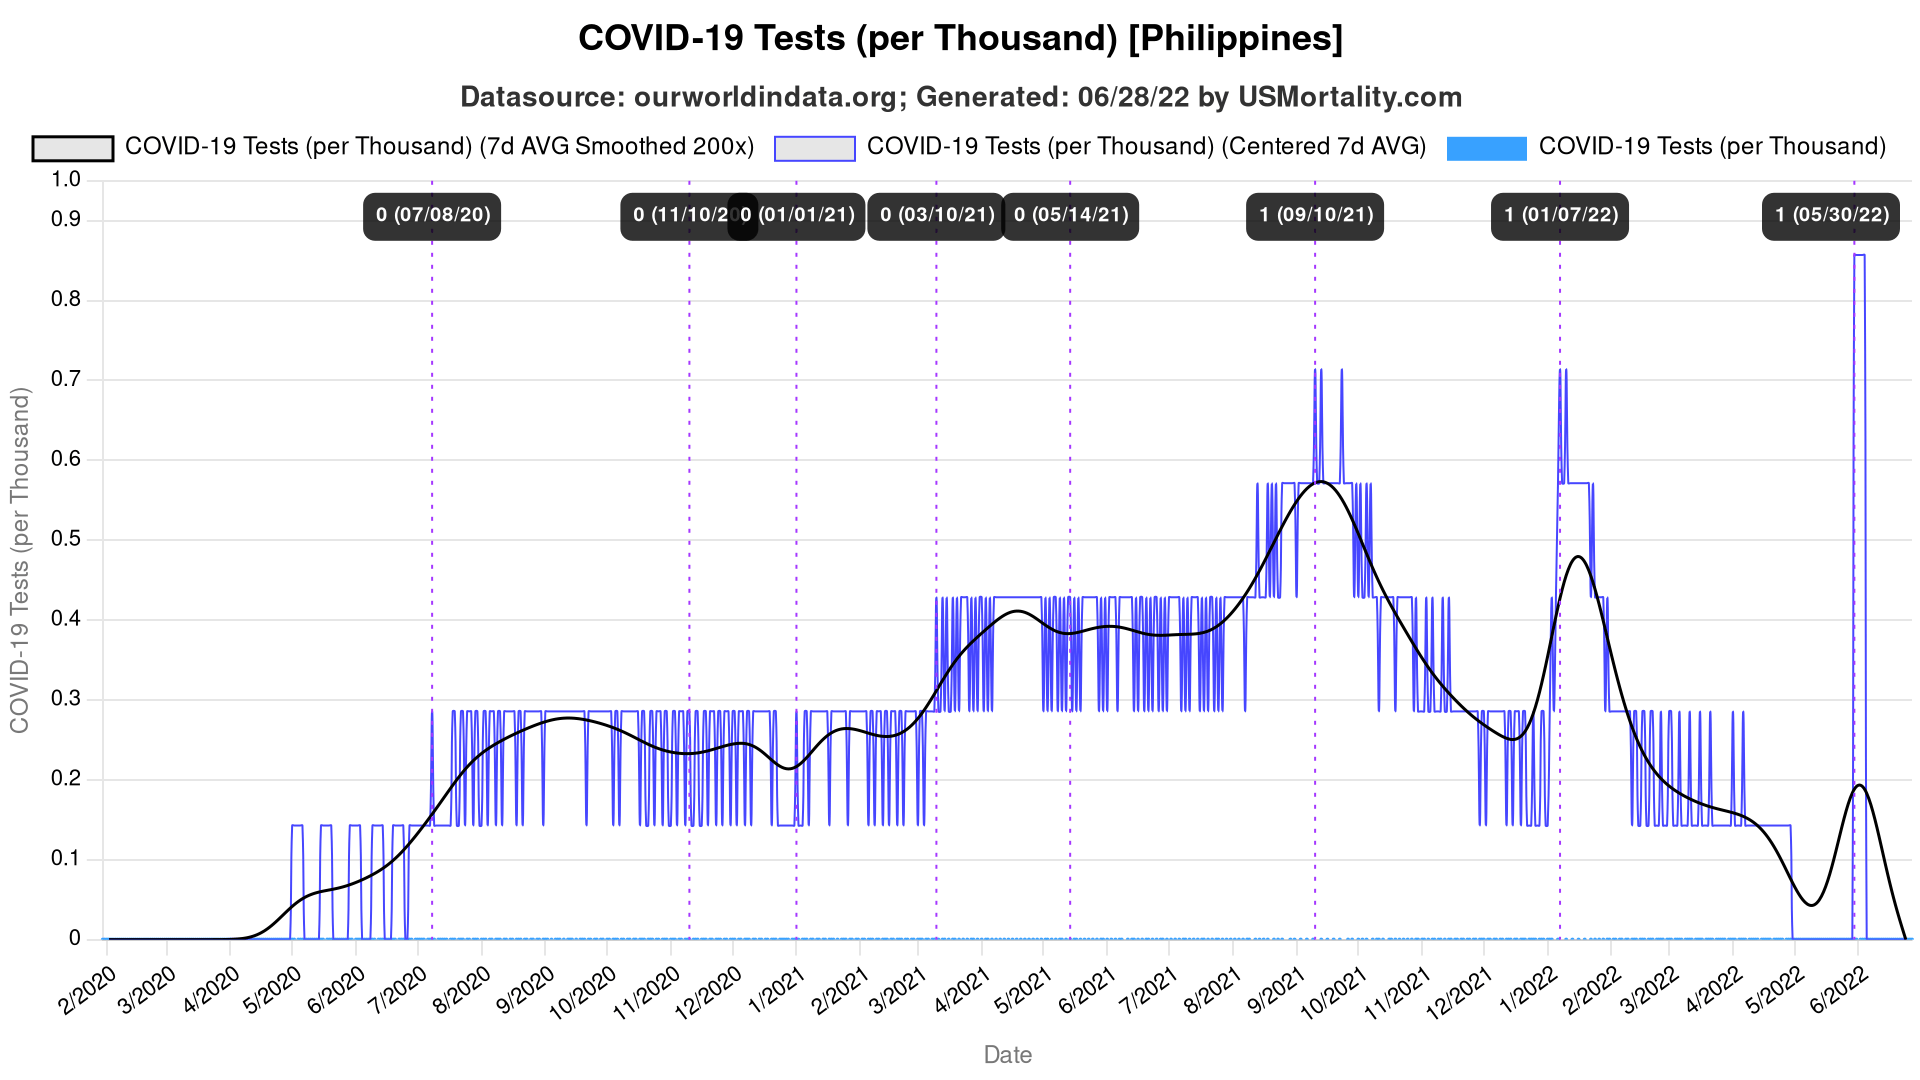 COVID-19 Tests (per Thousand) [Philippines]
Datasource: ourworldindata.org; Generated: 06/28/22 by USMortality.com
COVID-19 Tests (per Thousand) (7d AVG Smoothed 200x) COVID-19 Tests (per Thousand) (Centered 7d AVG) COVID-19 Tests (per Thousand)
0 (07/08/20) 0 (11/10/20 0 (01/01/21) 0 (03/10/21) 0 (05/14/21) 1 (09/10/21) 1 (01/07/22) 1 (05/30/22)
1.0
0.9
0.8
0.7
0.6
0.5
0.4
0.3
0.2
0.1
0
COVID-19 Tests (per Thousand)
2/2020 3/2020 4/2020 5/2020 6/2020 7/2020 8/2020 9/2020 10/2020 11/2020 12/2020 1/2021 2/2021 3/2021 4/2021 5/2021 6/2021 7/2021 8/2021 9/2021 10/2021 11/2021 12/2021 1/2022 2/2022 3/2022 4/2022 5/2022 6/2022
Date